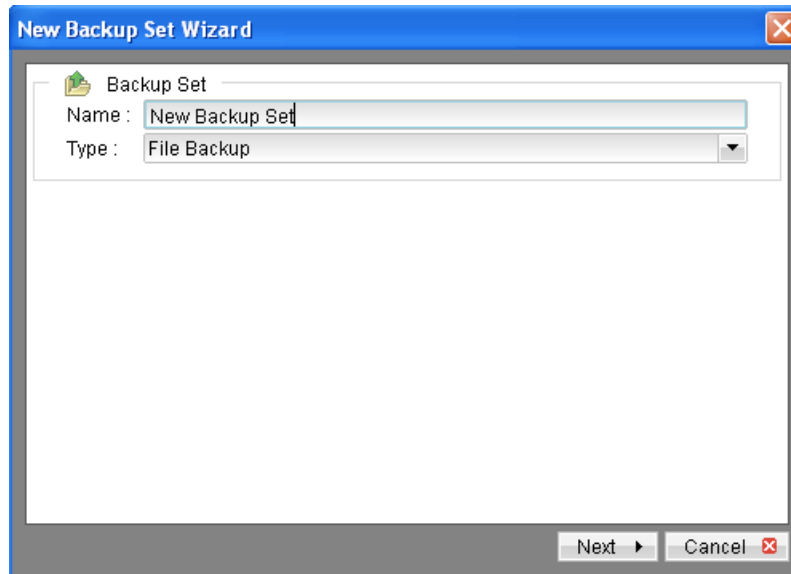 New Backup Set Wizard
Backup Set
Name : New Backup Set
Type : File Backup
Next Cancel